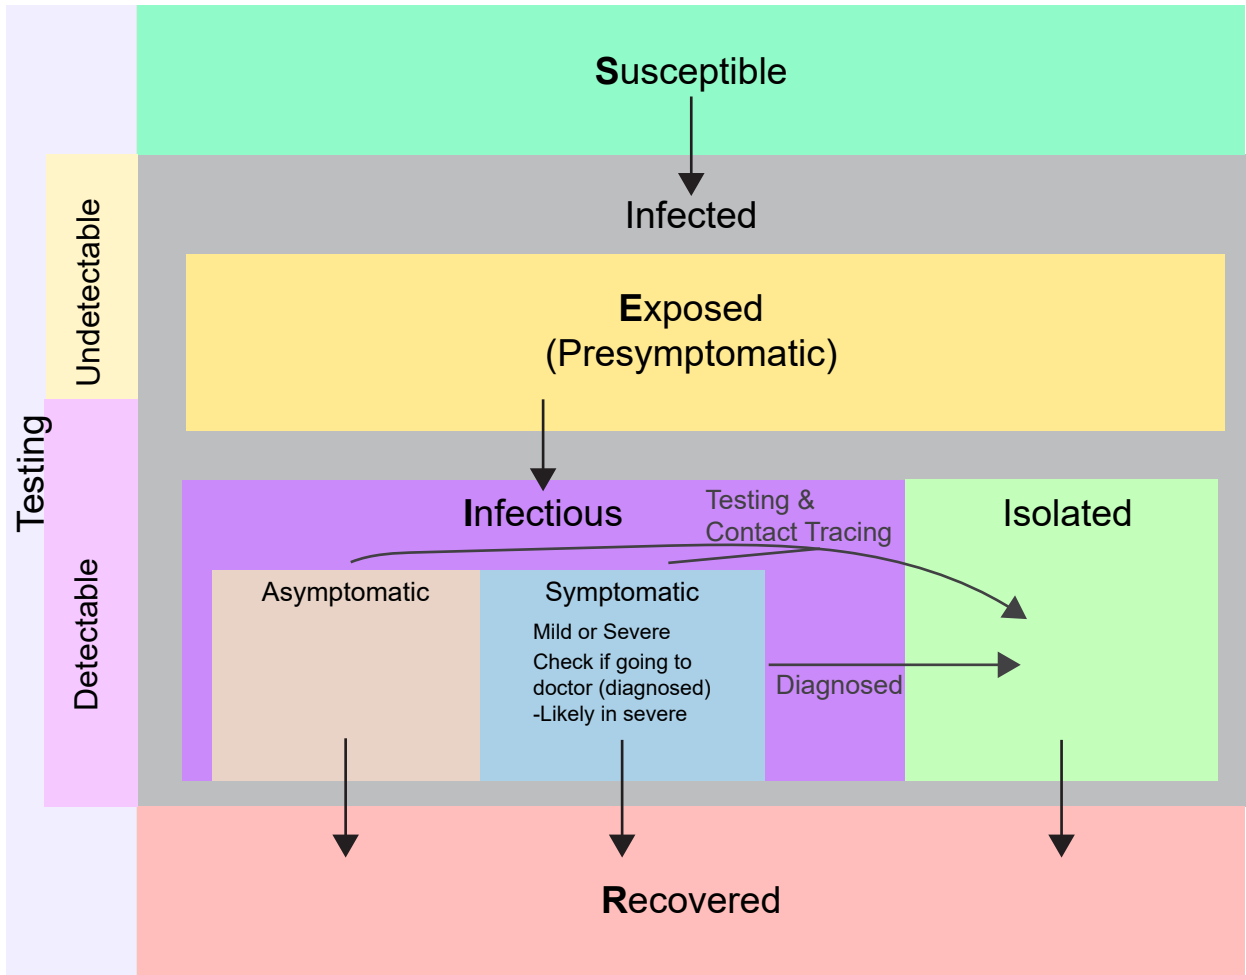 Susceptible
Infected
Undetectable
Exposed
(Presymptomatic)
Testing
Detectable
Infectious
Testing &
Contact Tracing
Isolated
Asymptomatic
Symptomatic
Mild or Severe
Check if going to
doctor (diagnosed)
-Likely in severe
Diagnosed
Recovered